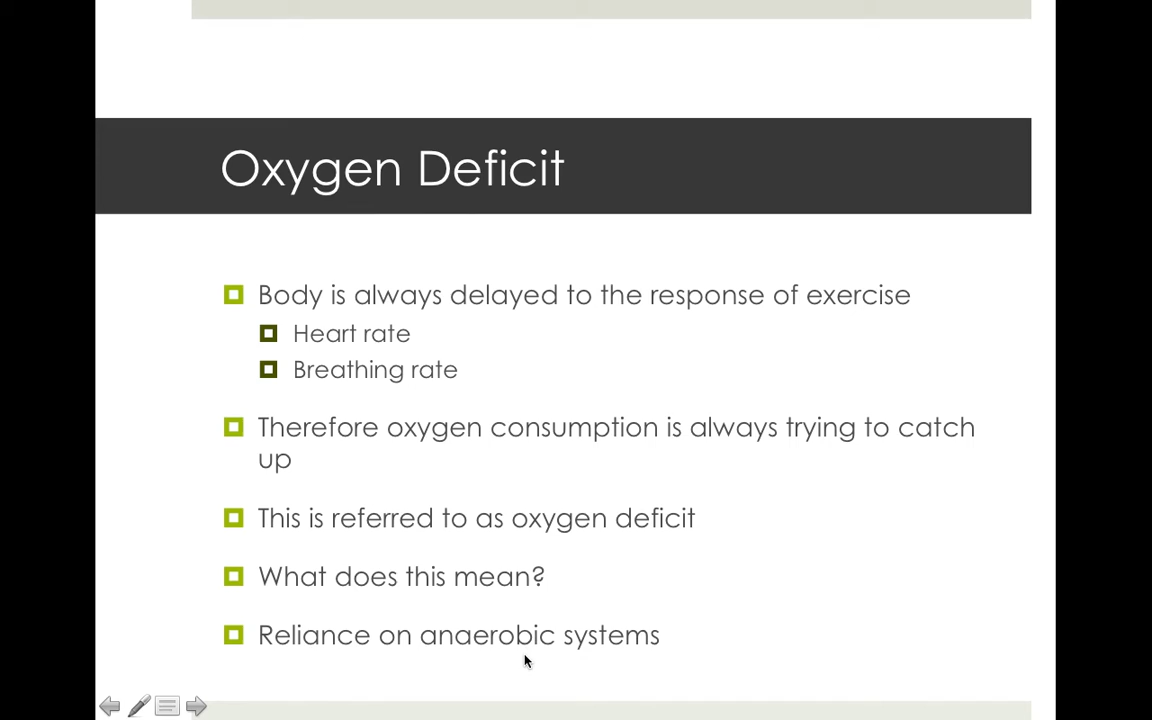 Oxygen Deficit
Body is always delayed to the response of exercise
Heart rate
Breathing rate
Therefore oxygen consumption is always trying to catch
up
This is referred to as oxygen deficit
What does this mean?
Reliance on anaerobic systems